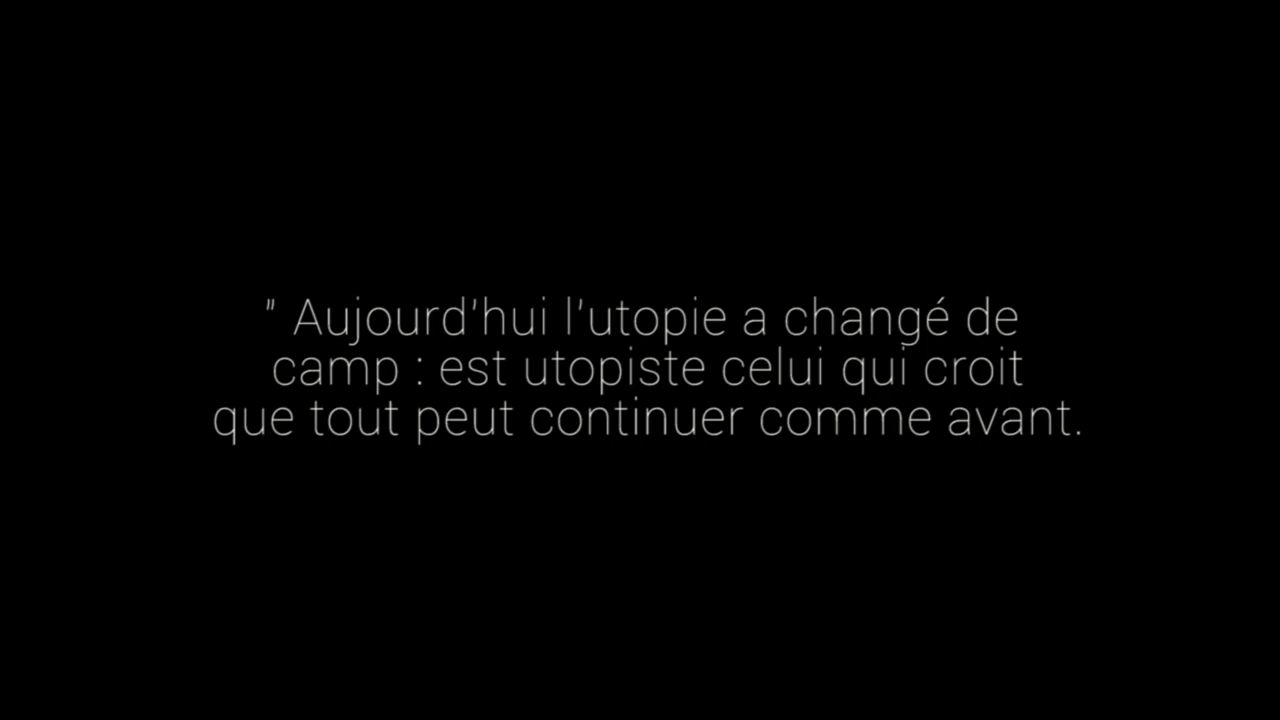 " Aujourd'hui l'utopie a changé de
camp : est utopiste celui qui croit
que tout peut continuer comme avant.